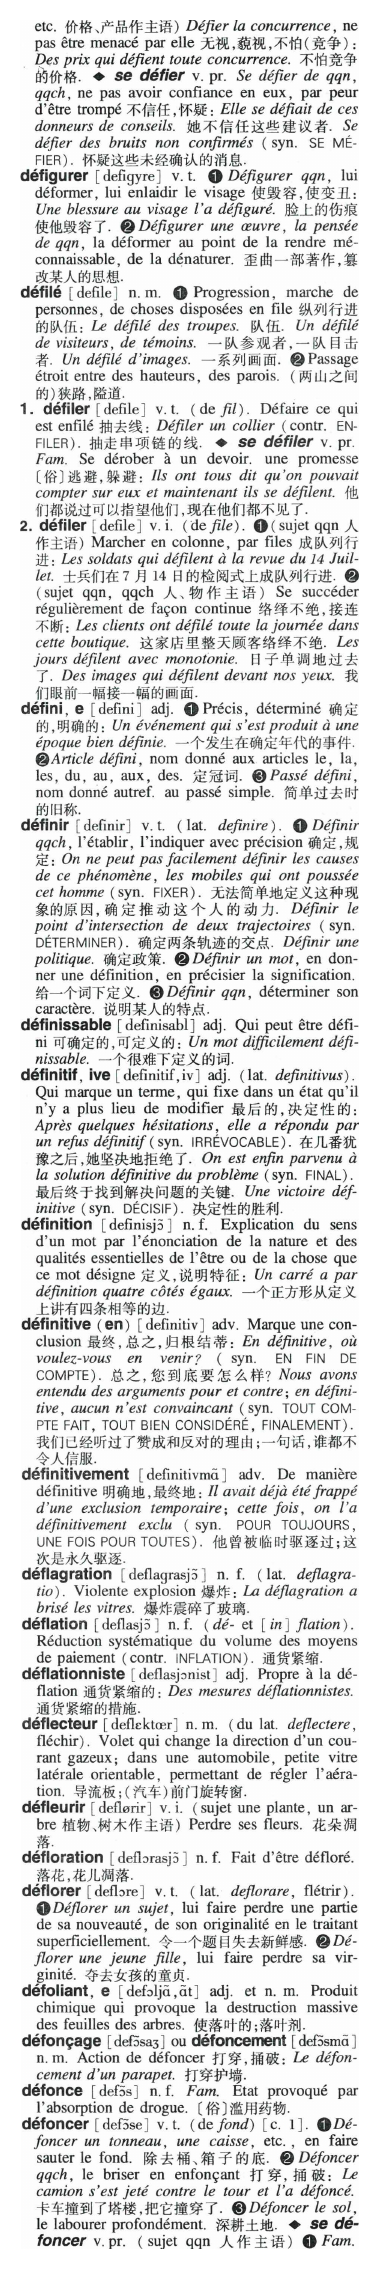 etc. 价格、产品作主语) Défier la concurrence, ne
pas être menacé par elle 无视,藐视,不怕(竞争):
Des prix qui défient toute concurrence. 不怕竞争
的价格. ◆ se défier v. pr. Se défier de qqn,
qqch, ne pas avoir confiance en eux, par peur
d'être trompé 不信任,怀疑: Elle se défiait de ces
donneurs de conseils. 她不信任这些建议者. Se
défier des bruits non confirmés (syn. SE MÉ-
FIER). 怀疑这些未经确认的消息.
défigurer [defigyre] v. t. ❶ Défigurer qqn, lui
déformer, lui enlaidir le visage 使毁容,使变丑:
Une blessure au visage l'a défiguré. 脸上的伤痕
使他毁容了. ❷ Défigurer une œuvre, la pensée
de qqn, la déformer au point de la rendre mé-
connaissable, de la dénaturer. 歪曲一部著作,篡
改某人的思想.
défilé [defile] n. m. ❶ Progression, marche de
personnes, de choses disposées en file 纵列行进
的队伍: Le défilé des troupes. 队伍. Un défilé
de visiteurs, de témoins. 一队参观者,一队目击
者. Un défilé d'images. 一系列画面. ❷ Passage
étroit entre des hauteurs, des parois. (两山之间
的)狭路,隘道.
1. défiler [defile] v. t. (de fil). Défaire ce qui
est enfilé 抽去线: Défiler un collier (contr. EN-
FILER). 抽走串项链的线. ◆ se défiler v. pr.
Fam. Se dérober à un devoir. une promesse
〔俗〕逃避,躲避: Ils ont tous dit qu'on pouvait
compter sur eux et maintenant ils se défilent. 他
们都说过可以指望他们,现在他们都不见了.
2. défiler [defile] v. i. (de file). ❶ (sujet qqn 人
作主语) Marcher en colonne, par files 成队列行
进: Les soldats qui défilent à la revue du 14 Juil-
let. 士兵们在7月14日的检阅式上成队列行进. ❷
(sujet qqn, qqch 人、物作主语) Se succéder
régulièrement de façon continue 络绎不绝,接连
不断: Les clients ont défilé toute la journée dans
cette boutique. 这家店里整天顾客络绎不绝. Les
jours défilent avec monotonie. 日子单调地过去
了. Des images qui défilent devant nos yeux. 我
们眼前一幅接一幅的画面.
défini, e [defini] adj. ❶ Précis, déterminé 确定
的,明确的: Un événement qui s'est produit à une
époque bien définie. 一个发生在确定年代的事件.
❷ Article défini, nom donné aux articles le, la,
les, du, au, aux, des. 定冠词. ❸ Passé défini,
nom donné autref. au passé simple. 简单过去时
的旧称.
définir [definir] v. t. (lat. definire). ❶ Définir
qqch, l'établir, l'indiquer avec précision 确定,规
定: On ne peut pas facilement définir les causes
de ce phénomène, les mobiles qui ont poussée
cet homme (syn. FIXER). 无法简单地定义这种现
象的原因,确定推动这个人的动力. Définir le
point d'intersection de deux trajectoires (syn.
DÉTERMINER). 确定两条轨迹的交点. Définir une
politique. 确定政策. ❷ Définir un mot, en don-
ner une définition, en précisier la signification.
给一个词下定义. ❸ Définir qqn, déterminer son
caractère. 说明某人的特点.
définissable [definisabl] adj. Qui peut être défi-
ni 可确定的,可定义的: Un mot difficilement défi-
nissable. 一个很难下定义的词.
définitif, ive [definitif,iv] adj. (lat. definitivus).
Qui marque un terme, qui fixe dans un état qu'il
n'y a plus lieu de modifier 最后的,决定性的:
Après quelques hésitations, elle a répondu par
un refus définitif (syn. IRRÉVOCABLE). 在几番犹
豫之后,她坚决地拒绝了. On est enfin parvenu à
la solution définitive du problème (syn. FINAL).
最后终于找到解决问题的关键. Une victoire déf-
initive (syn. DÉCISIF). 决定性的胜利.
définition [definisjɔ̃] n. f. Explication du sens
d'un mot par l'énonciation de la nature et des
qualités essentielles de l'être ou de la chose que
ce mot désigne 定义,说明特征: Un carré a par
définition quatre côtés égaux. 一个正方形从定义
上讲有四条相等的边.
définitive (en) [definitiv] adv. Marque une con-
clusion 最终,总之,归根结蒂: En définitive, où
voulez-vous en venir? (syn. EN FIN DE
COMPTE). 总之,您到底要怎么样? Nous avons
entendu des arguments pour et contre; en défini-
tive, aucun n'est convaincant (syn. TOUT COM-
PTE FAIT, TOUT BIEN CONSIDÉRÉ, FINALEMENT).
我们已经听过了赞成和反对的理由;一句话,谁都不
令人信服.
définitivement [definitivmɑ̃] adv. De manière
définitive 明确地,最终地: Il avait déjà été frappé
d'une exclusion temporaire; cette fois, on l'a
définitivement exclu (syn. POUR TOUJOURS,
UNE FOIS POUR TOUTES). 他曾被临时驱逐过;这
次是永久驱逐.
déflagration [deflagrasjɔ̃] n. f. (lat. deflagra-
tio). Violente explosion 爆炸: La déflagration a
brisé les vitres. 爆炸震碎了玻璃.
déflation [deflasjɔ̃] n. f. (dé- et [in] flation).
Réduction systématique du volume des moyens
de paiement (contr. INFLATION). 通货紧缩.
déflationniste [deflasjɔnist] adj. Propre à la dé-
flation 通货紧缩的: Des mesures déflationnistes.
通货紧缩的措施.
déflecteur [deflɛktœr] n. m. (du lat. deflectere,
fléchir). Volet qui change la direction d'un cou-
rant gazeux; dans une automobile, petite vitre
latérale orientable, permettant de régler l'aéra-
tion. 导流板;(汽车)前门旋转窗.
défleurir [deflœrir] v. i. (sujet une plante, un ar-
bre 植物、树木作主语) Perdre ses fleurs. 花朵凋
落.
défloration [deflɔrasjɔ̃] n. f. Fait d'être défloré.
落花,花儿凋落.
déflorer [deflɔre] v. t. (lat. deflorare, flétrir).
❶ Déflorer un sujet, lui faire perdre une partie
de sa nouveauté, de son originalité en le traitant
superficiellement. 令一个题目失去新鲜感. ❷ Dé-
florer une jeune fille, lui faire perdre sa vir-
ginité. 夺去女孩的童贞.
défoliant, e [defɔljɑ̃,ɑ̃t] adj. et n. m. Produit
chimique qui provoque la destruction massive
des feuilles des arbres. 使落叶的;落叶剂.
défonçage [defɔ̃saʒ] ou défoncement [defɔ̃smɑ̃]
n. m. Action de défoncer 打穿,捅破: Le défon-
cement d'un parapet. 打穿护墙.
défonce [defɔ̃s] n. f. Fam. État provoqué par
l'absorption de drogue. 〔俗〕滥用药物.
défoncer [defɔ̃se] v. t. (de fond) [c. 1]. ❶ Dé-
foncer un tonneau, une caisse, etc., en faire
sauter le fond. 除去桶、箱子的底. ❷ Défoncer
qqch, le briser en enfonçant 打穿,捅破: Le
camion s'est jeté contre le tour et l'a défoncé.
卡车撞到了塔楼,把它撞穿了. ❸ Défoncer le sol,
le labourer profondément. 深耕土地. ◆ se dé-
foncer v. pr. (sujet qqn 人作主语) ❶ Fam.